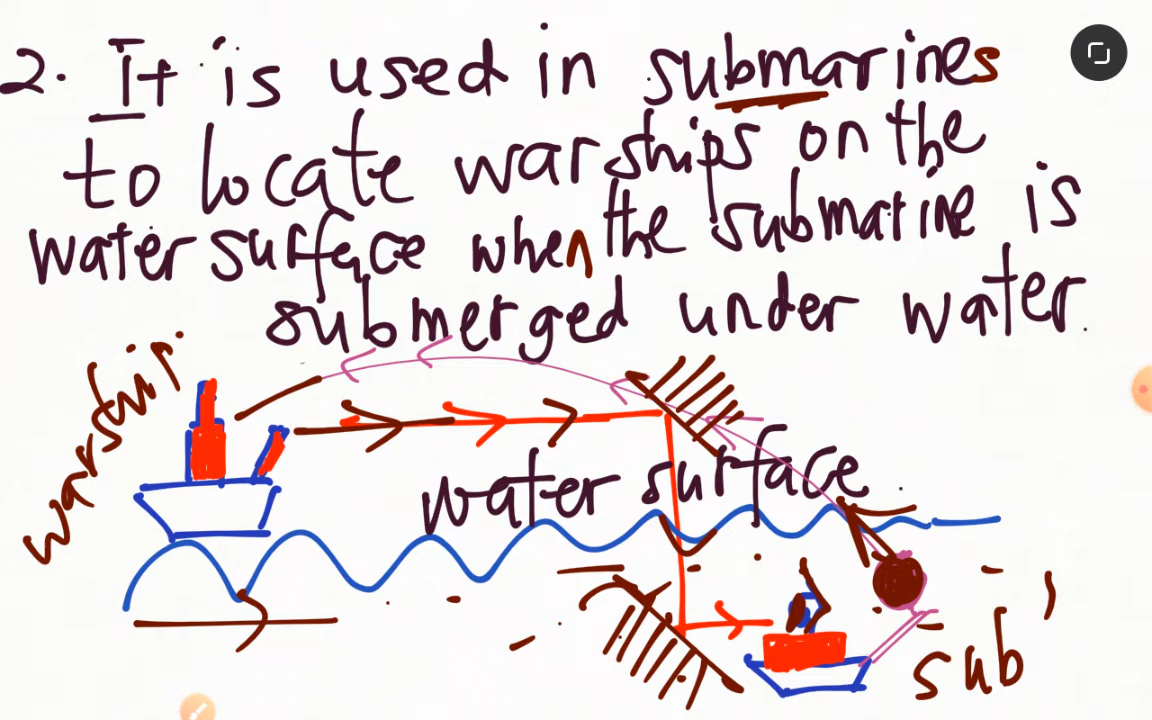 2. It is used in submarines
to locate warships on the
water surface when the submarine is
submerged under water.
warship
water surface
sub